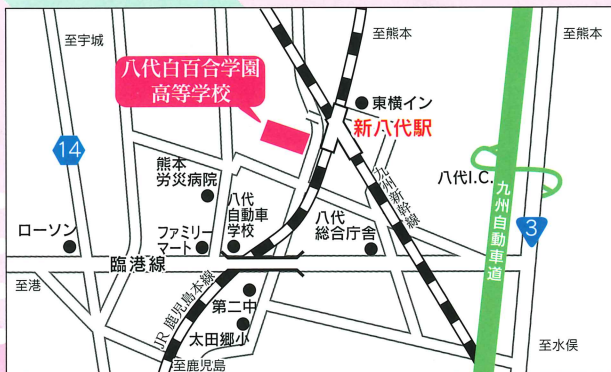 至宇城
至熊本
至熊本
八代白百合学園
高等学校
東横イン
新八代駅
14
熊本
労災病院
八代I.C.
九州新幹線
九州自動車道
八代
自動車
学校
八代
総合庁舎
3
ローソン
ファミリー
マート
臨港線
至港
JR 鹿児島本線
第二中
太田郷小
至水俣
至鹿児島